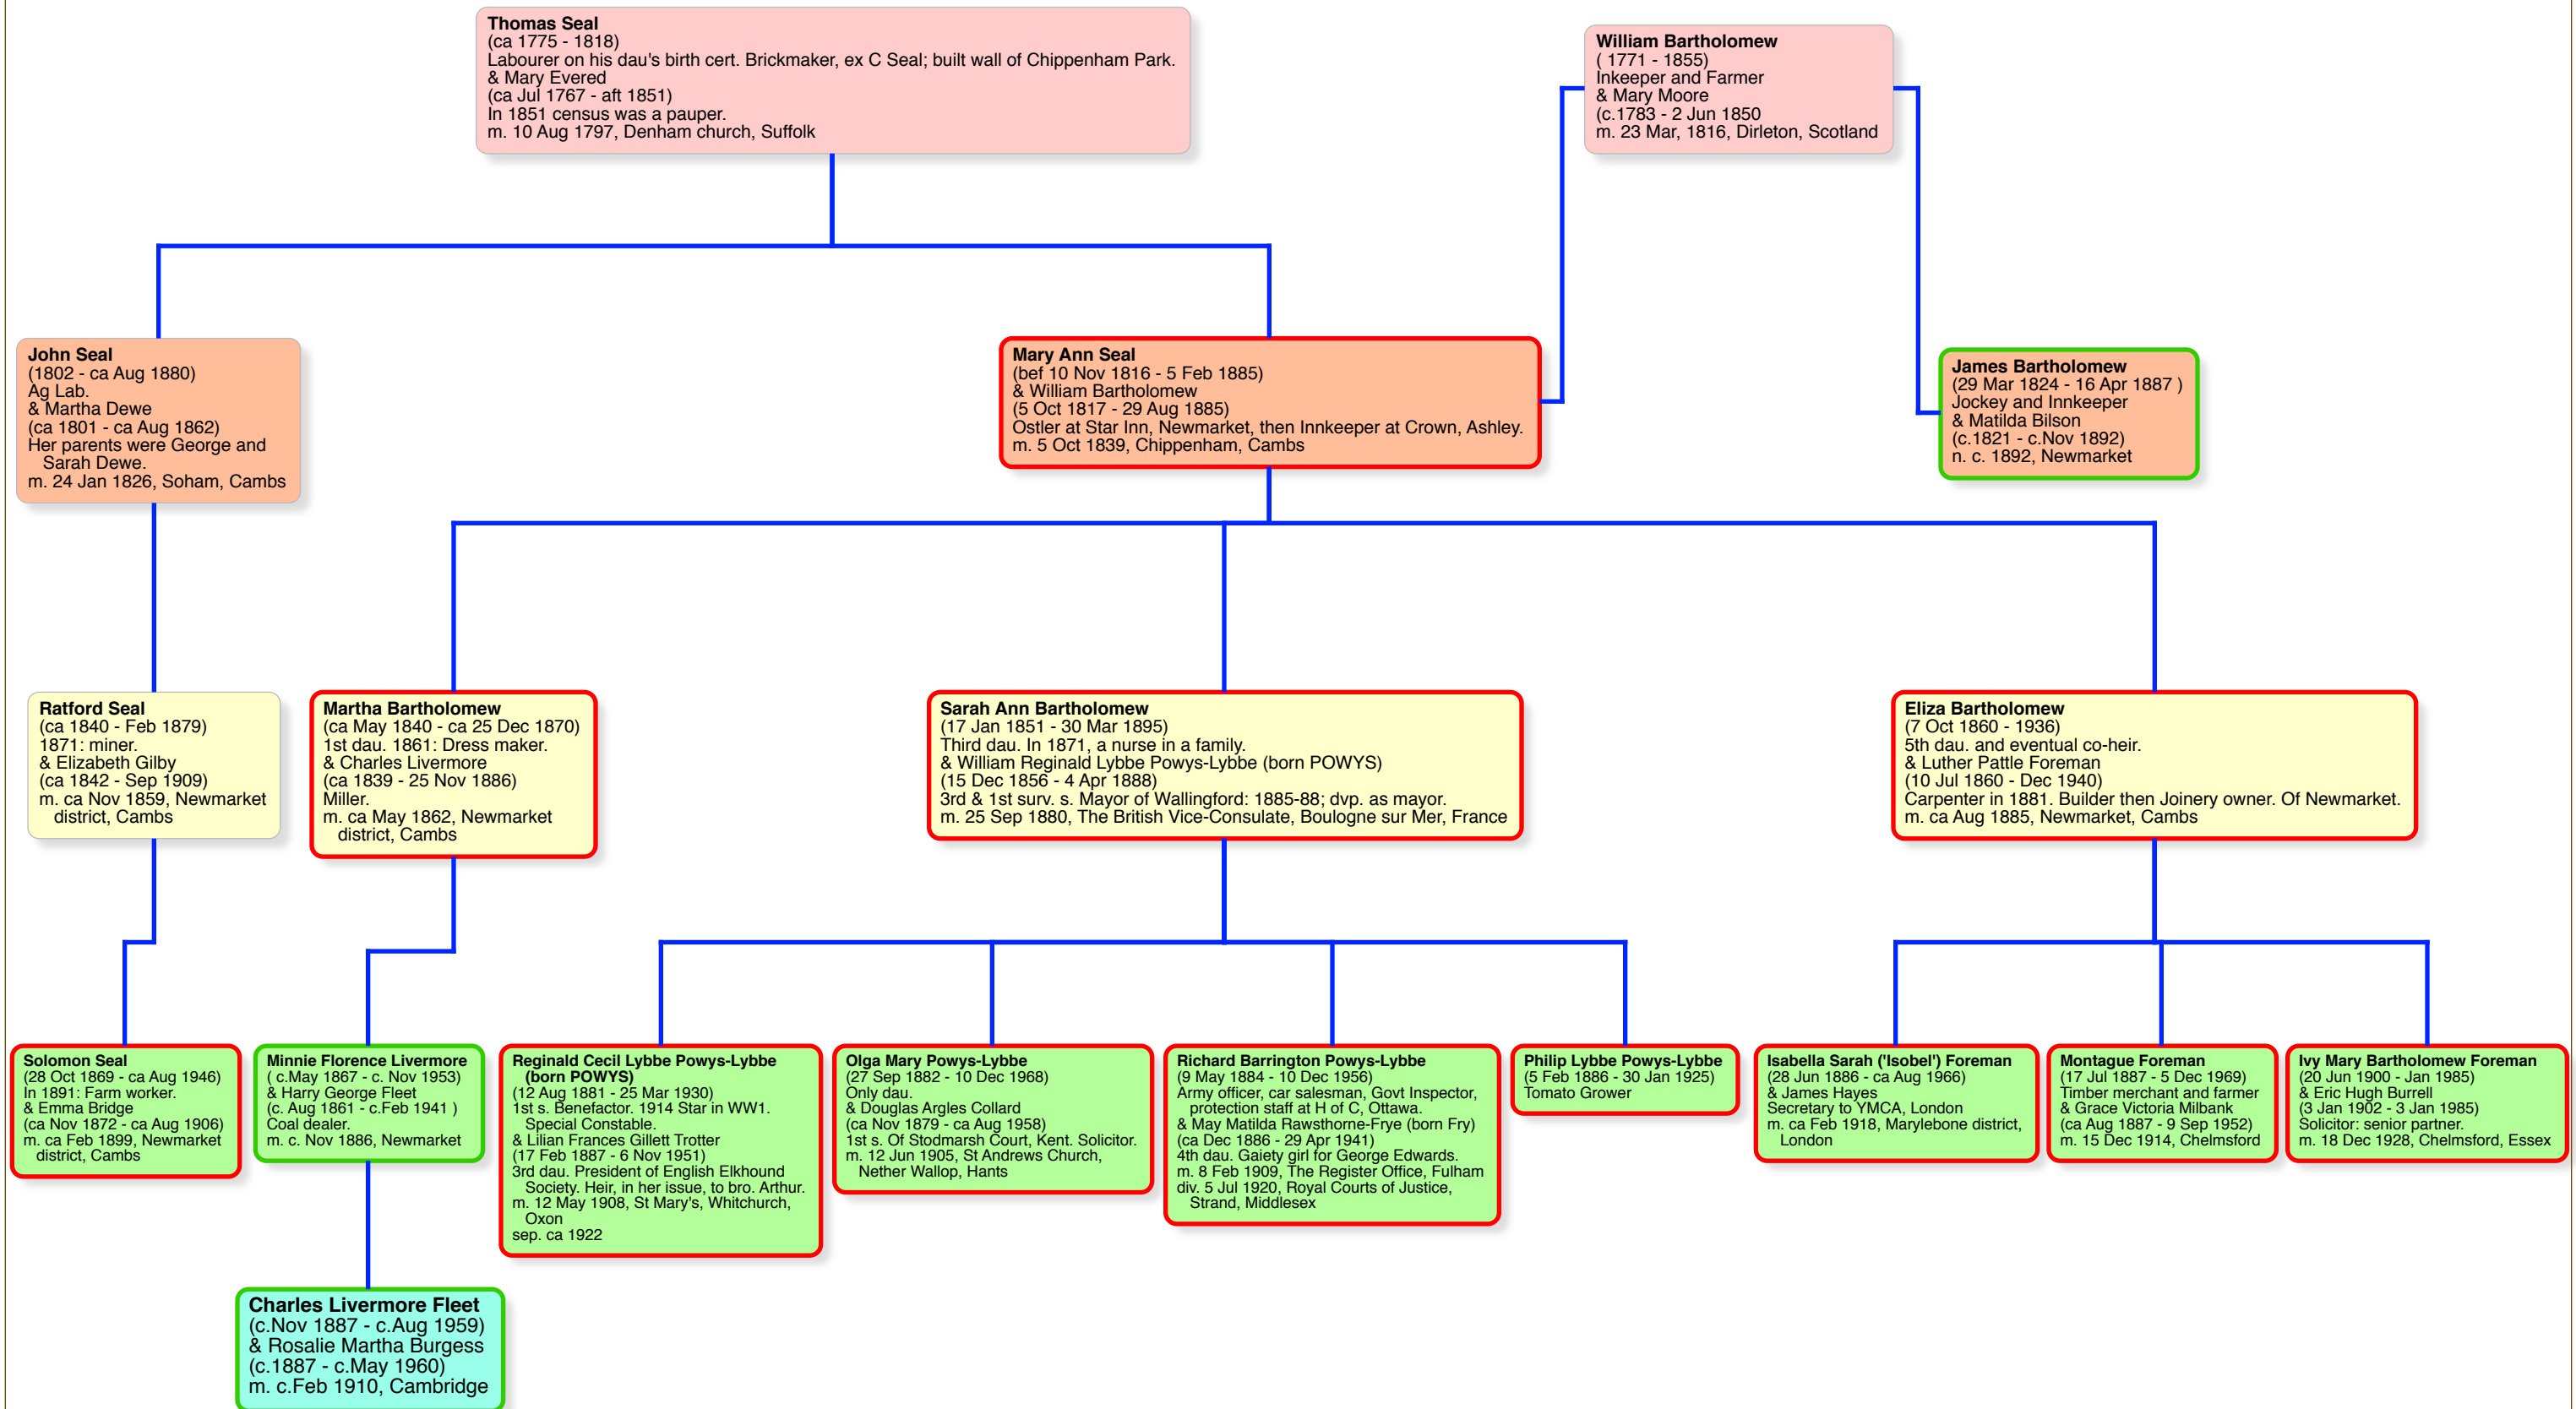 Thomas Seal
(ca 1775 - 1818)
Labourer on his dau's birth cert. Brickmaker, ex C Seal; built wall of Chippenham Park.
& Mary Evered
(ca Jul 1767 - aft 1851)
In 1851 census was a pauper.
m. 10 Aug 1797, Denham church, Suffolk
William Bartholomew
( 1771 - 1855)
Inkeeper and Farmer
& Mary Moore
(c.1783 - 2 Jun 1850
m. 23 Mar, 1816, Dirleton, Scotland
John Seal
(1802 - ca Aug 1880)
Ag Lab.
& Martha Dewe
(ca 1801 - ca Aug 1862)
Her parents were George and
Sarah Dewe.
m. 24 Jan 1826, Soham, Cambs
Mary Ann Seal
(bef 10 Nov 1816 - 5 Feb 1885)
& William Bartholomew
(5 Oct 1817 - 29 Aug 1885)
Ostler at Star Inn, Newmarket, then Innkeeper at Crown, Ashley.
m. 5 Oct 1839, Chippenham, Cambs
James Bartholomew
(29 Mar 1824 - 16 Apr 1887 )
Jockey and Innkeeper
& Matilda Bilson
(c.1821 - c.Nov 1892)
n. c. 1892, Newmarket
Ratford Seal
(ca 1840 - Feb 1879)
1871: miner.
& Elizabeth Gilby
(ca 1842 - Sep 1909)
m. ca Nov 1859, Newmarket
district, Cambs
Martha Bartholomew
(ca May 1840 - ca 25 Dec 1870)
1st dau. 1861: Dress maker.
& Charles Livermore
(ca 1839 - 25 Nov 1886)
Miller.
m. ca May 1862, Newmarket
district, Cambs
Sarah Ann Bartholomew
(17 Jan 1851 - 30 Mar 1895)
Third dau. In 1871, a nurse in a family.
& William Reginald Lybbe Powys-Lybbe (born POWYS)
(15 Dec 1856 - 4 Apr 1888)
3rd & 1st surv. s. Mayor of Wallingford: 1885-88; dvp. as mayor.
m. 25 Sep 1880, The British Vice-Consulate, Boulogne sur Mer, France
Eliza Bartholomew
(7 Oct 1860 - 1936)
5th dau. and eventual co-heir.
& Luther Pattle Foreman
(10 Jul 1860 - Dec 1940)
Carpenter in 1881. Builder then Joinery owner. Of Newmarket.
m. ca Aug 1885, Newmarket, Cambs
Solomon Seal
(28 Oct 1869 - ca Aug 1946)
In 1891: Farm worker.
& Emma Bridge
(ca Nov 1872 - ca Aug 1906)
m. ca Feb 1899, Newmarket
district, Cambs
Minnie Florence Livermore
( c.May 1867 - c. Nov 1953)
& Harry George Fleet
(c. Aug 1861 - c.Feb 1941 )
Coal dealer.
m. c. Nov 1886, Newmarket
Reginald Cecil Lybbe Powys-Lybbe
(born POWYS)
(12 Aug 1881 - 25 Mar 1930)
1st s. Benefactor. 1914 Star in WW1.
Special Constable.
& Lilian Frances Gillett Trotter
(17 Feb 1887 - 6 Nov 1951)
3rd dau. President of English Elkhound
Society. Heir, in her issue, to bro. Arthur.
m. 12 May 1908, St Mary's, Whitchurch,
Oxon
sep. ca 1922
Olga Mary Powys-Lybbe
(27 Sep 1882 - 10 Dec 1968)
Only dau.
& Douglas Argles Collard
(ca Nov 1879 - ca Aug 1958)
1st s. Of Stodmarsh Court, Kent. Solicitor.
m. 12 Jun 1905, St Andrews Church,
Nether Wallop, Hants
Richard Barrington Powys-Lybbe
(9 May 1884 - 10 Dec 1956)
Army officer, car salesman, Govt Inspector,
protection staff at H of C, Ottawa.
& May Matilda Rawsthorne-Frye (born Fry)
(ca Dec 1886 - 29 Apr 1941)
4th dau. Gaiety girl for George Edwards.
m. 8 Feb 1909, The Register Office, Fulham
div. 5 Jul 1920, Royal Courts of Justice,
Strand, Middlesex
Philip Lybbe Powys-Lybbe
(5 Feb 1886 - 30 Jan 1925)
Tomato Grower
Isabella Sarah ('Isobel') Foreman
(28 Jun 1886 - ca Aug 1966)
& James Hayes
Secretary to YMCA, London
m. ca Feb 1918, Marylebone district,
London
Montague Foreman
(17 Jul 1887 - 5 Dec 1969)
Timber merchant and farmer
& Grace Victoria Milbank
(ca Aug 1887 - 9 Sep 1952)
m. 15 Dec 1914, Chelmsford
Ivy Mary Bartholomew Foreman
(20 Jun 1900 - Jan 1985)
& Eric Hugh Burrell
(3 Jan 1902 - 3 Jan 1985)
Solicitor: senior partner.
m. 18 Dec 1928, Chelmsford, Essex
Charles Livermore Fleet
(c.Nov 1887 - c.Aug 1959)
& Rosalie Martha Burgess
(c.1887 - c.May 1960)
m. c.Feb 1910, Cambridge